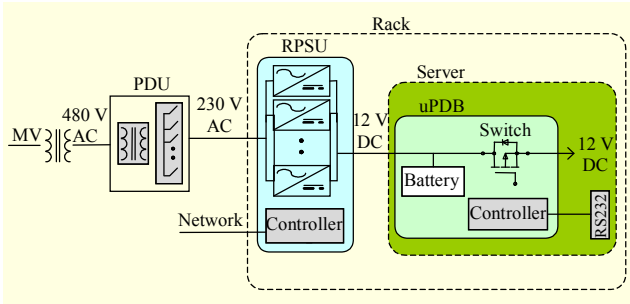 Rack
RPSU
PDU
Server
uPDB
480 V
AC
230 V
AC
12 V
DC
Switch
12 V
DC
MV
Battery
Controller
Network
Controller
RS232